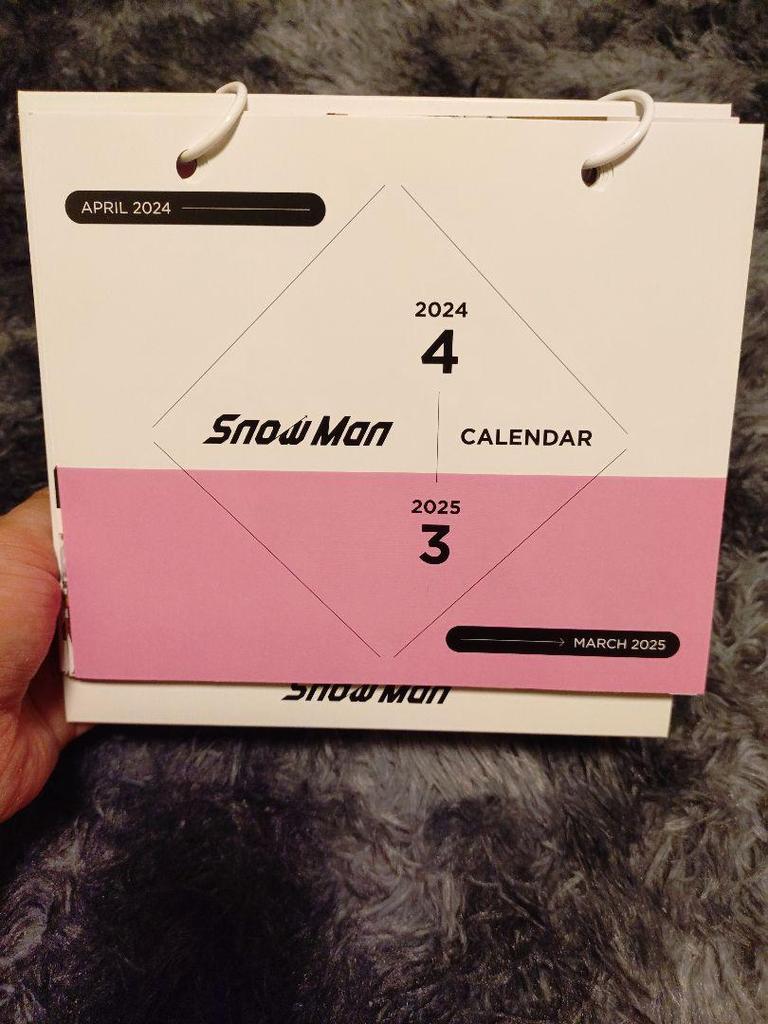 APRIL 2024
2024
4
Snow Man
CALENDAR
2025
3
MARCH 2025
Snow Man